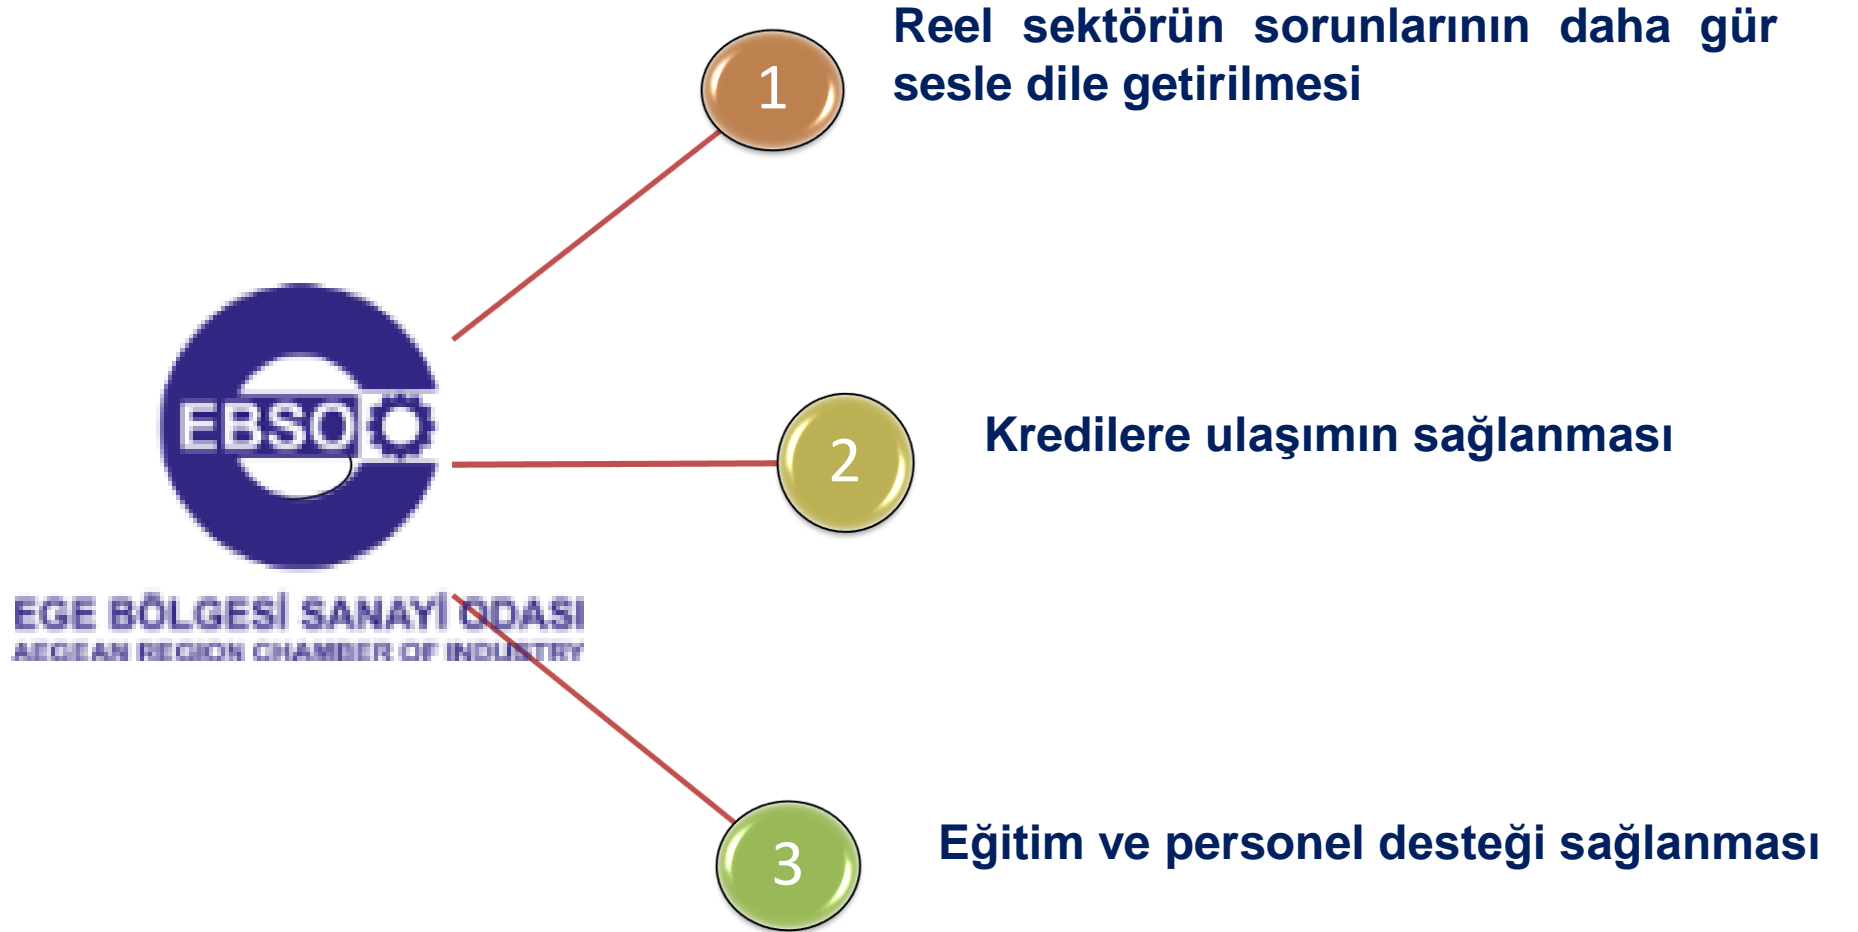 1
Reel sektörün sorunlarının daha gür
sesle dile getirilmesi
EBSO
2
Kredilere ulaşımın sağlanması
EGE BÖLGESİ SANAYİ ODASI
AEGEAN REGION CHAMBER OF INDUSTRY
3
Eğitim ve personel desteği sağlanması